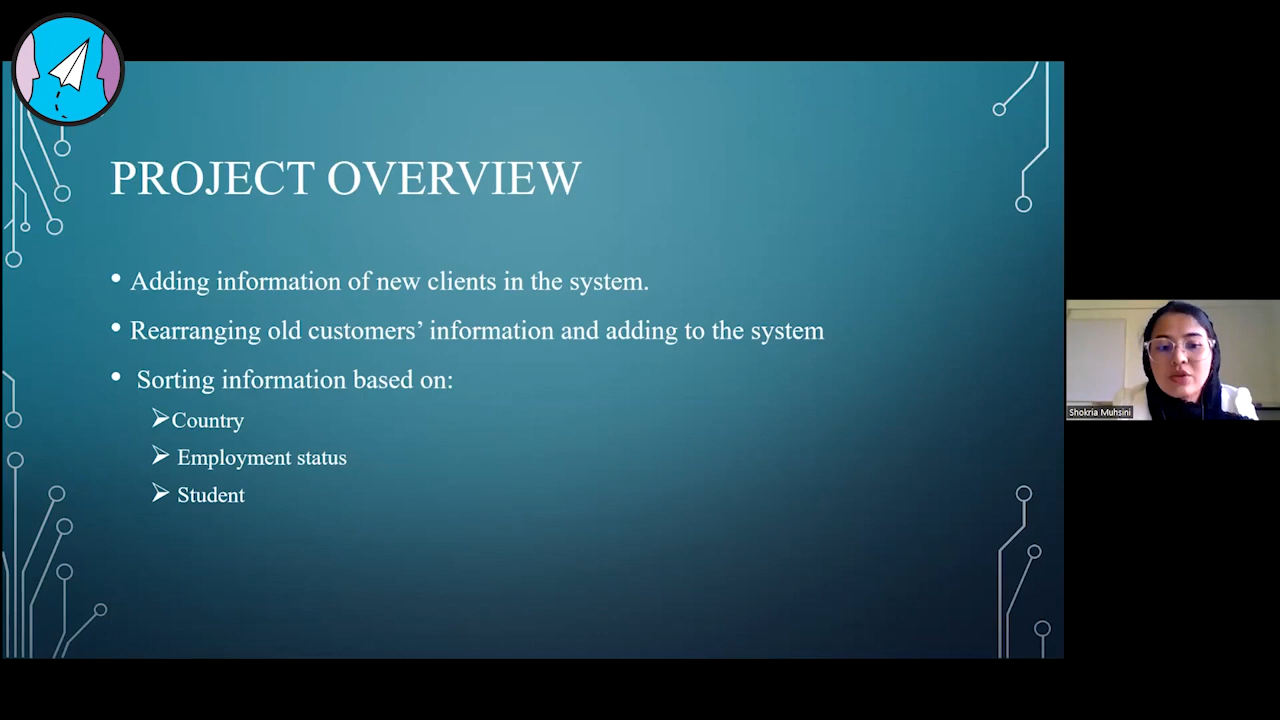 PROJECT OVERVIEW
• Adding information of new clients in the system.
• Rearranging old customers’ information and adding to the system
• Sorting information based on:
➢Country
➢ Employment status
➢ Student
Shokria Muhsini